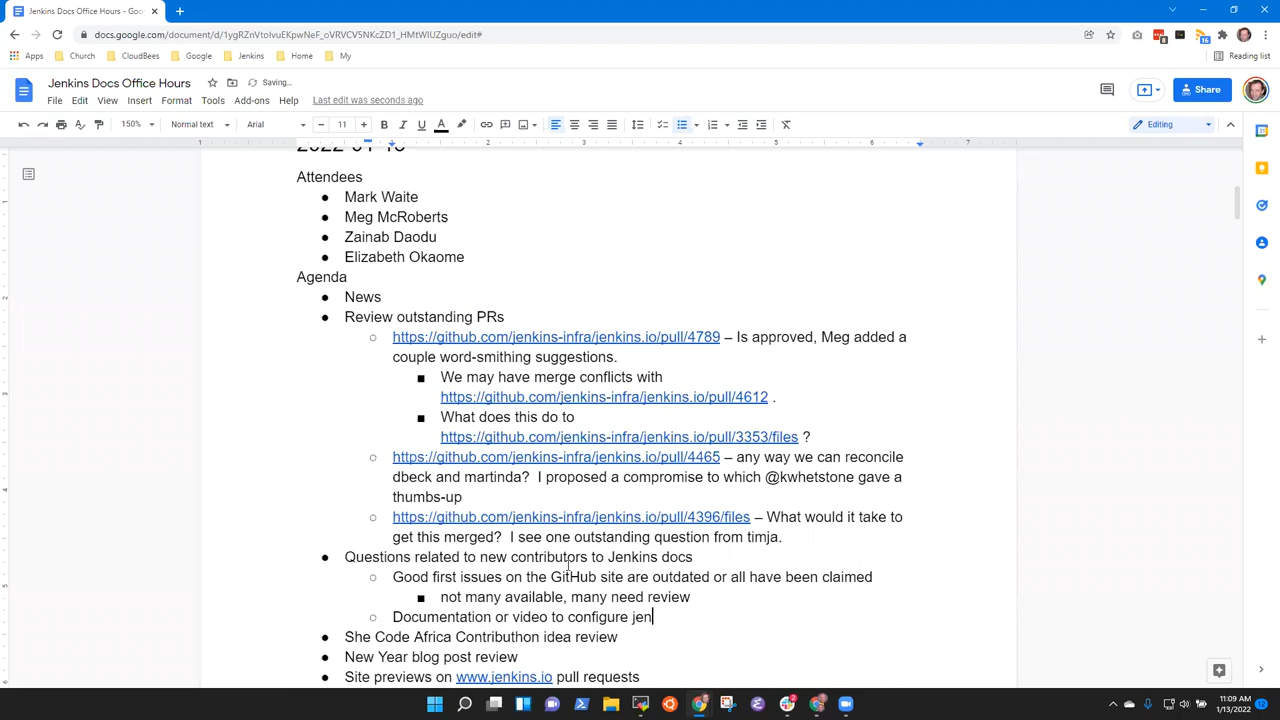 Jenkins Docs Office Hours - Goo
docs.google.com/document/d/1ygRZnVtoIvuEKpwNeF_oVRVCV5NKcZD1_HMtWIUZguo/edit#
Apps Church CloudBees Google Jenkins Home My Reading list
Jenkins Docs Office Hours Saving...
File Edit View Insert Format Tools Add-ons Help Last edit was seconds ago
Share
150% Normal text Arial 11 Editing
Attendees
● Mark Waite
● Meg McRoberts
● Zainab Daodu
● Elizabeth Okaome
Agenda
● News
● Review outstanding PRs
○ https://github.com/jenkins-infra/jenkins.io/pull/4789 – Is approved, Meg added a
couple word-smithing suggestions.
■ We may have merge conflicts with
https://github.com/jenkins-infra/jenkins.io/pull/4612 .
■ What does this do to
https://github.com/jenkins-infra/jenkins.io/pull/3353/files ?
○ https://github.com/jenkins-infra/jenkins.io/pull/4465 – any way we can reconcile
dbeck and martinda? I proposed a compromise to which @kwhetstone gave a
thumbs-up
○ https://github.com/jenkins-infra/jenkins.io/pull/4396/files – What would it take to
get this merged? I see one outstanding question from timja.
● Questions related to new contributors to Jenkins docs
○ Good first issues on the GitHub site are outdated or all have been claimed
■ not many available, many need review
○ Documentation or video to configure jen
● She Code Africa Contributhon idea review
● New Year blog post review
● Site previews on www.jenkins.io pull requests
11:09 AM
1/13/2022